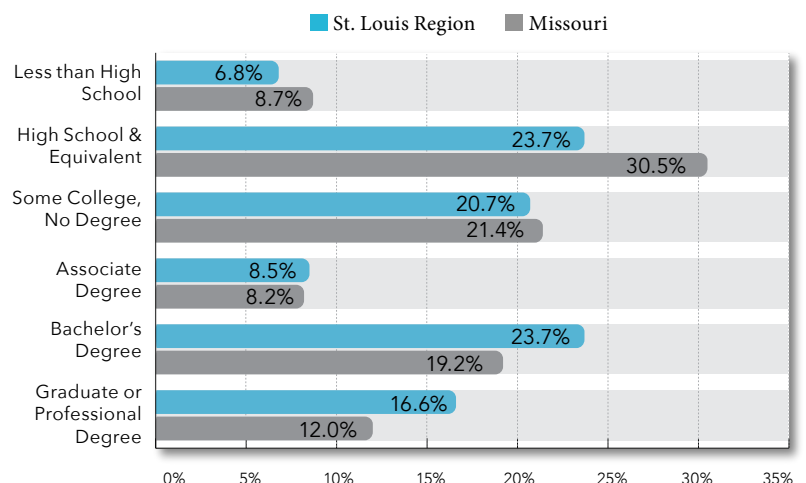 St. Louis Region Missouri
Less than High
School
6.8%
8.7%
High School &
Equivalent
23.7%
30.5%
Some College,
No Degree
20.7%
21.4%
Associate
Degree
8.5%
8.2%
Bachelor’s
Degree
23.7%
19.2%
Graduate or
Professional
Degree
16.6%
12.0%
0% 5% 10% 15% 20% 25% 30% 35%